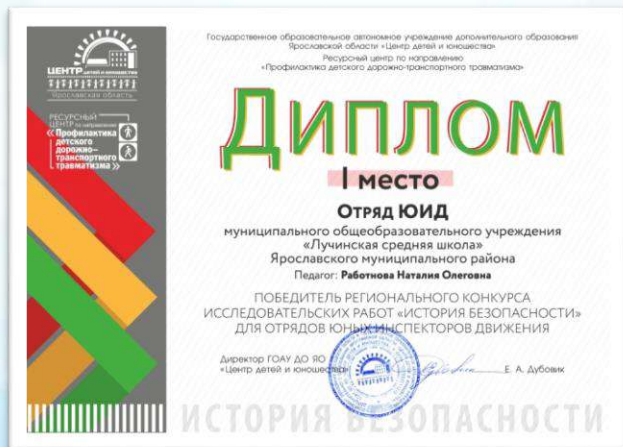 ЦЕНТР детей и юношества
Ярославская область
РЕСУРСНЫЙ
ЦЕНТР по направлению
«Профилактика
детского
дорожно-
транспортного
травматизма»
Государственное образовательное автономное учреждение дополнительного образования
Ярославской области «Центр детей и юношества»
Ресурсный центр по направлению
«Профилактика детского дорожно-транспортного травматизма»
ДИПЛОМ
I место
Отряд ЮИД
муниципального общеобразовательного учреждения
«Лучинская средняя школа»
Ярославского муниципального района
Педагог: Работнова Наталия Олеговна
ПОБЕДИТЕЛЬ РЕГИОНАЛЬНОГО КОНКУРСА
ИССЛЕДОВАТЕЛЬСКИХ РАБОТ «ИСТОРИЯ БЕЗОПАСНОСТИ»
ДЛЯ ОТРЯДОВ ЮНЫХ ИНСПЕКТОРОВ ДВИЖЕНИЯ
Директор ГОАУ ДО ЯО
«Центр детей и юношества»
Е. А. Дубовик
ИСТОРИЯ БЕЗОПАСНОСТИ